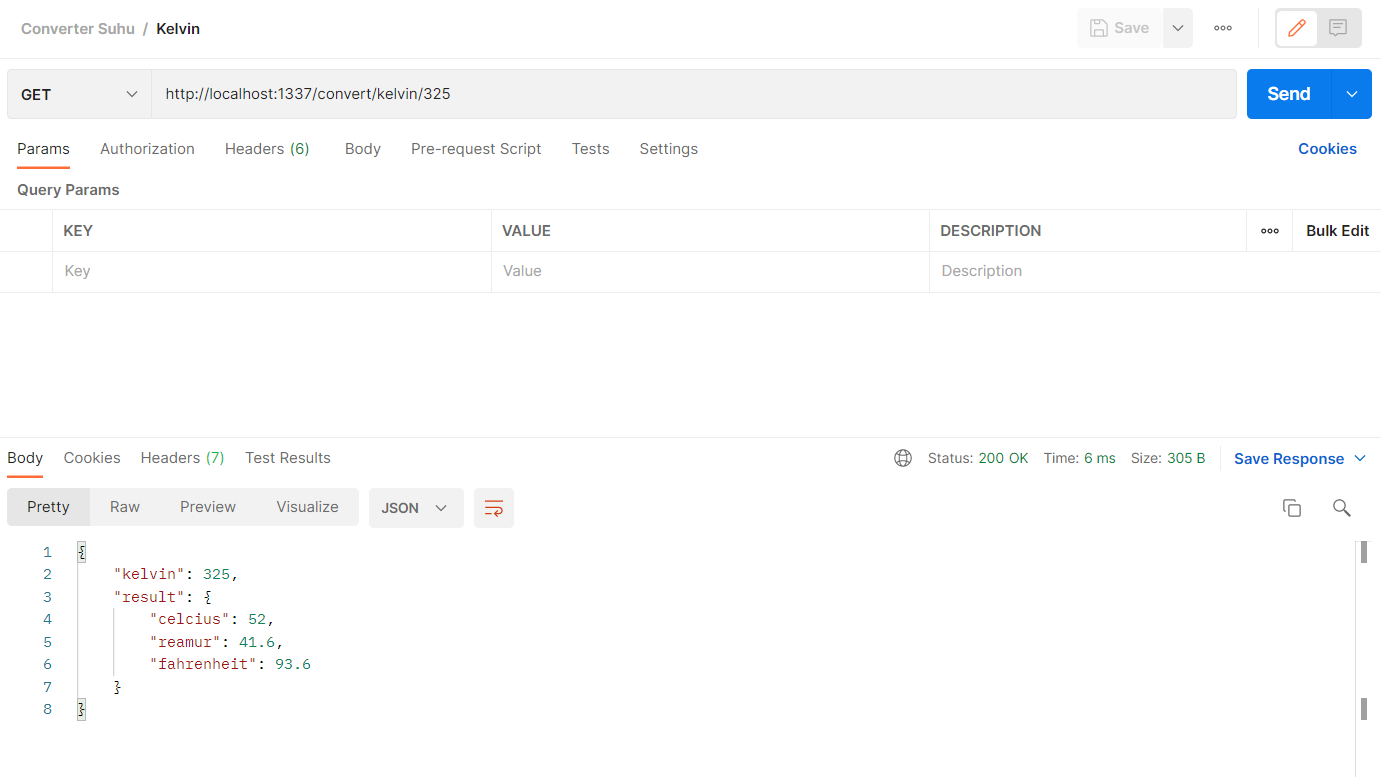 Converter Suhu / Kelvin
Save
GET
http://localhost:1337/convert/kelvin/325
Send
Params Authorization Headers (6) Body Pre-request Script Tests Settings Cookies
Query Params
KEY VALUE DESCRIPTION Bulk Edit
Key Value Description
Body Cookies Headers (7) Test Results Status: 200 OK Time: 6 ms Size: 305 B Save Response
Pretty Raw Preview Visualize JSON
1 {
2 "kelvin": 325,
3 "result": {
4 "celcius": 52,
5 "reamur": 41.6,
6 "fahrenheit": 93.6
7 }
8 }